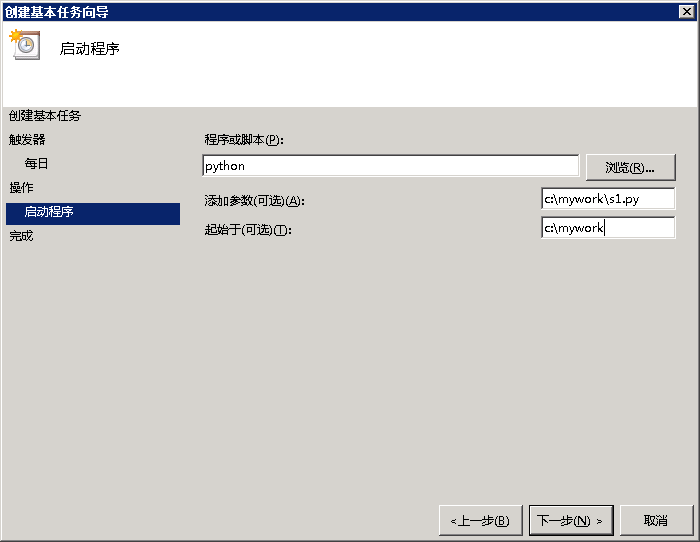 创建基本任务向导
启动程序
创建基本任务
触发器
每日
操作
启动程序
完成
程序或脚本(P):
python
浏览(R)...
添加参数(可选)(A):
c:\mywork\s1.py
起始于(可选)(T):
c:\mywork
<上一步(B)
下一步(N) >
取消